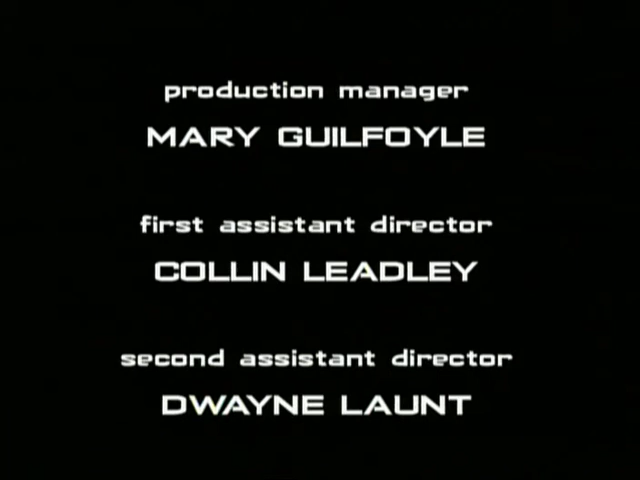 production manager
MARY GUILFOYLE
first assistant director
COLLIN LEADLEY
second assistant director
DWAYNE LAUNT